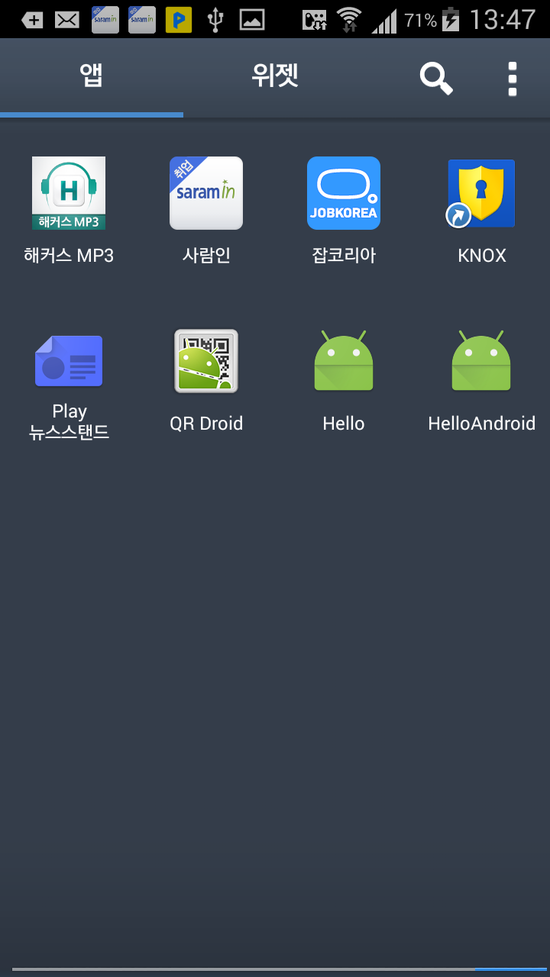 71% 13:47
앱 위젯
H
해커스 MP3
취업
saramin
JOBKOREA
해커스 MP3 사람인 잡코리아 KNOX
Play
뉴스스탠드
QR Droid Hello HelloAndroid